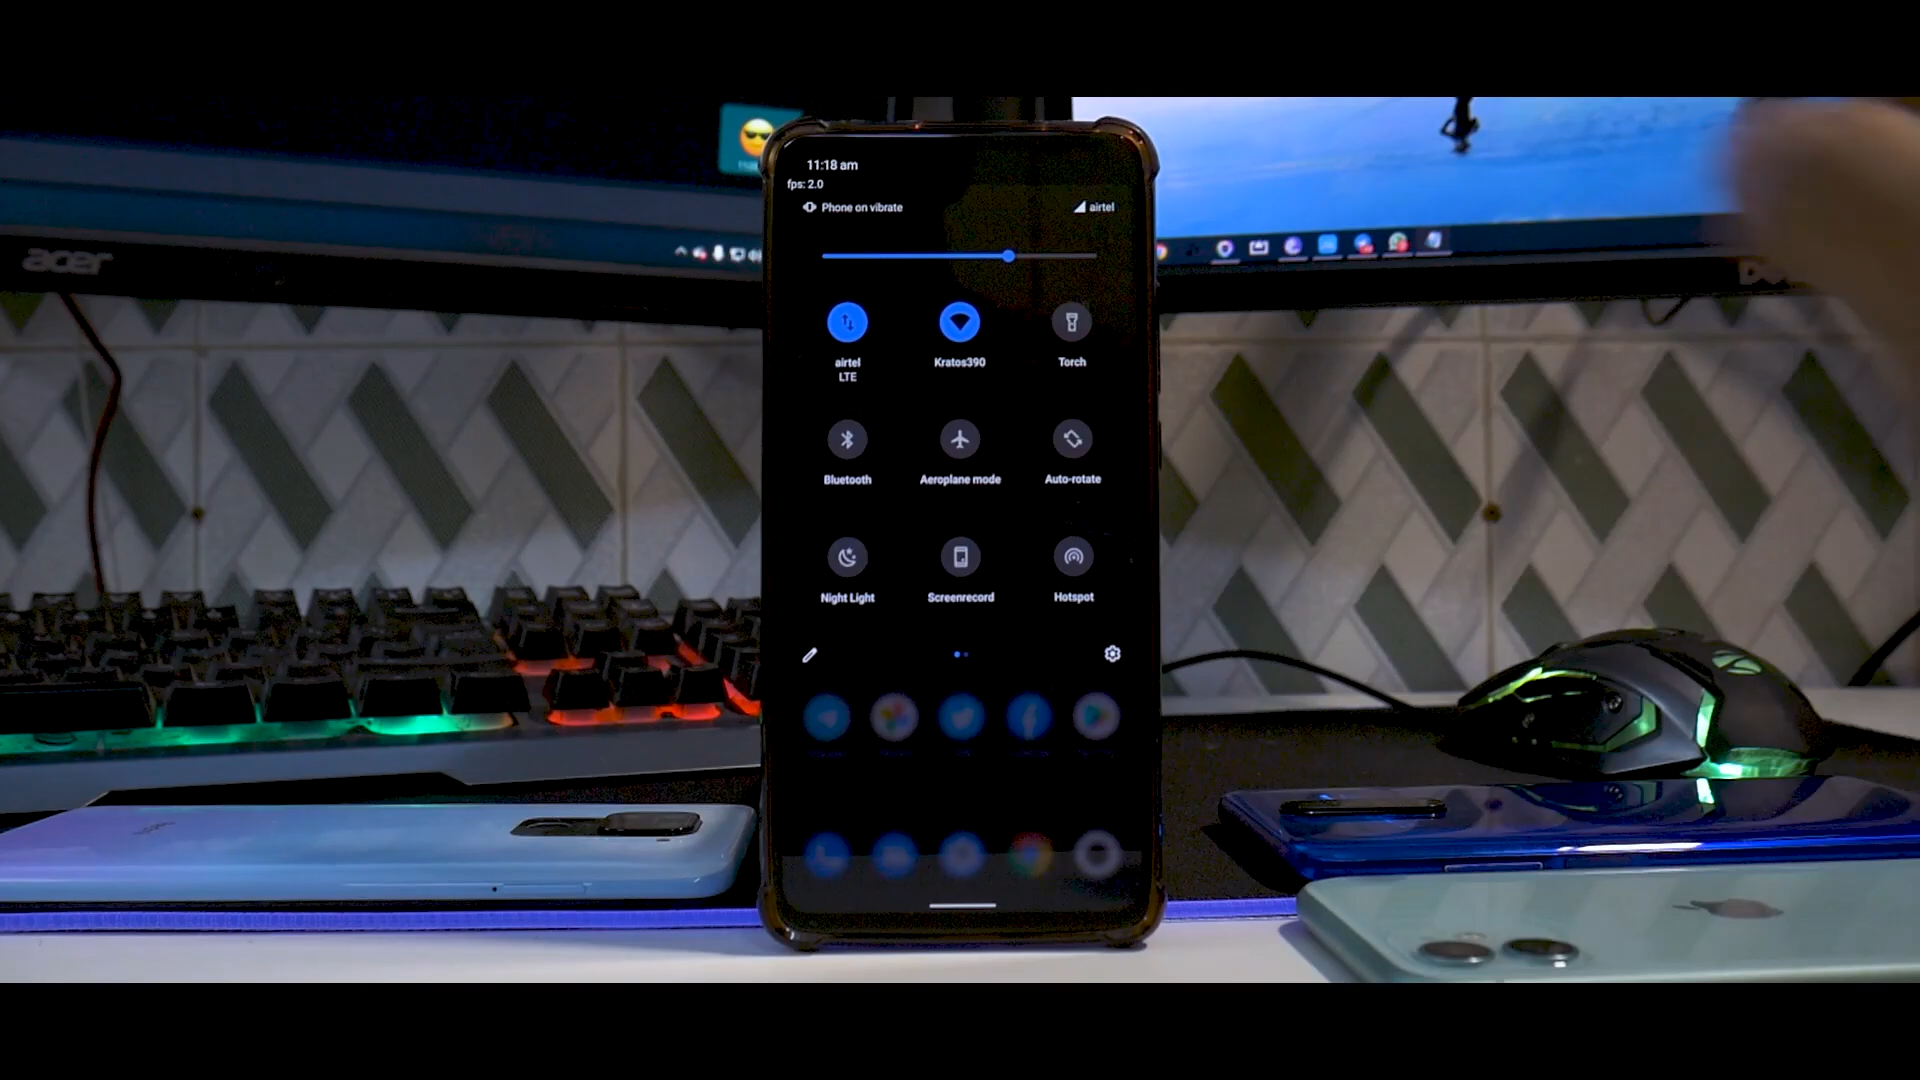 acer
11:18 am
fps: 2.0
Phone on vibrate
airtel
airtel
LTE
Kratos390
Torch
Bluetooth
Aeroplane mode
Auto-rotate
Night Light
Screenrecord
Hotspot